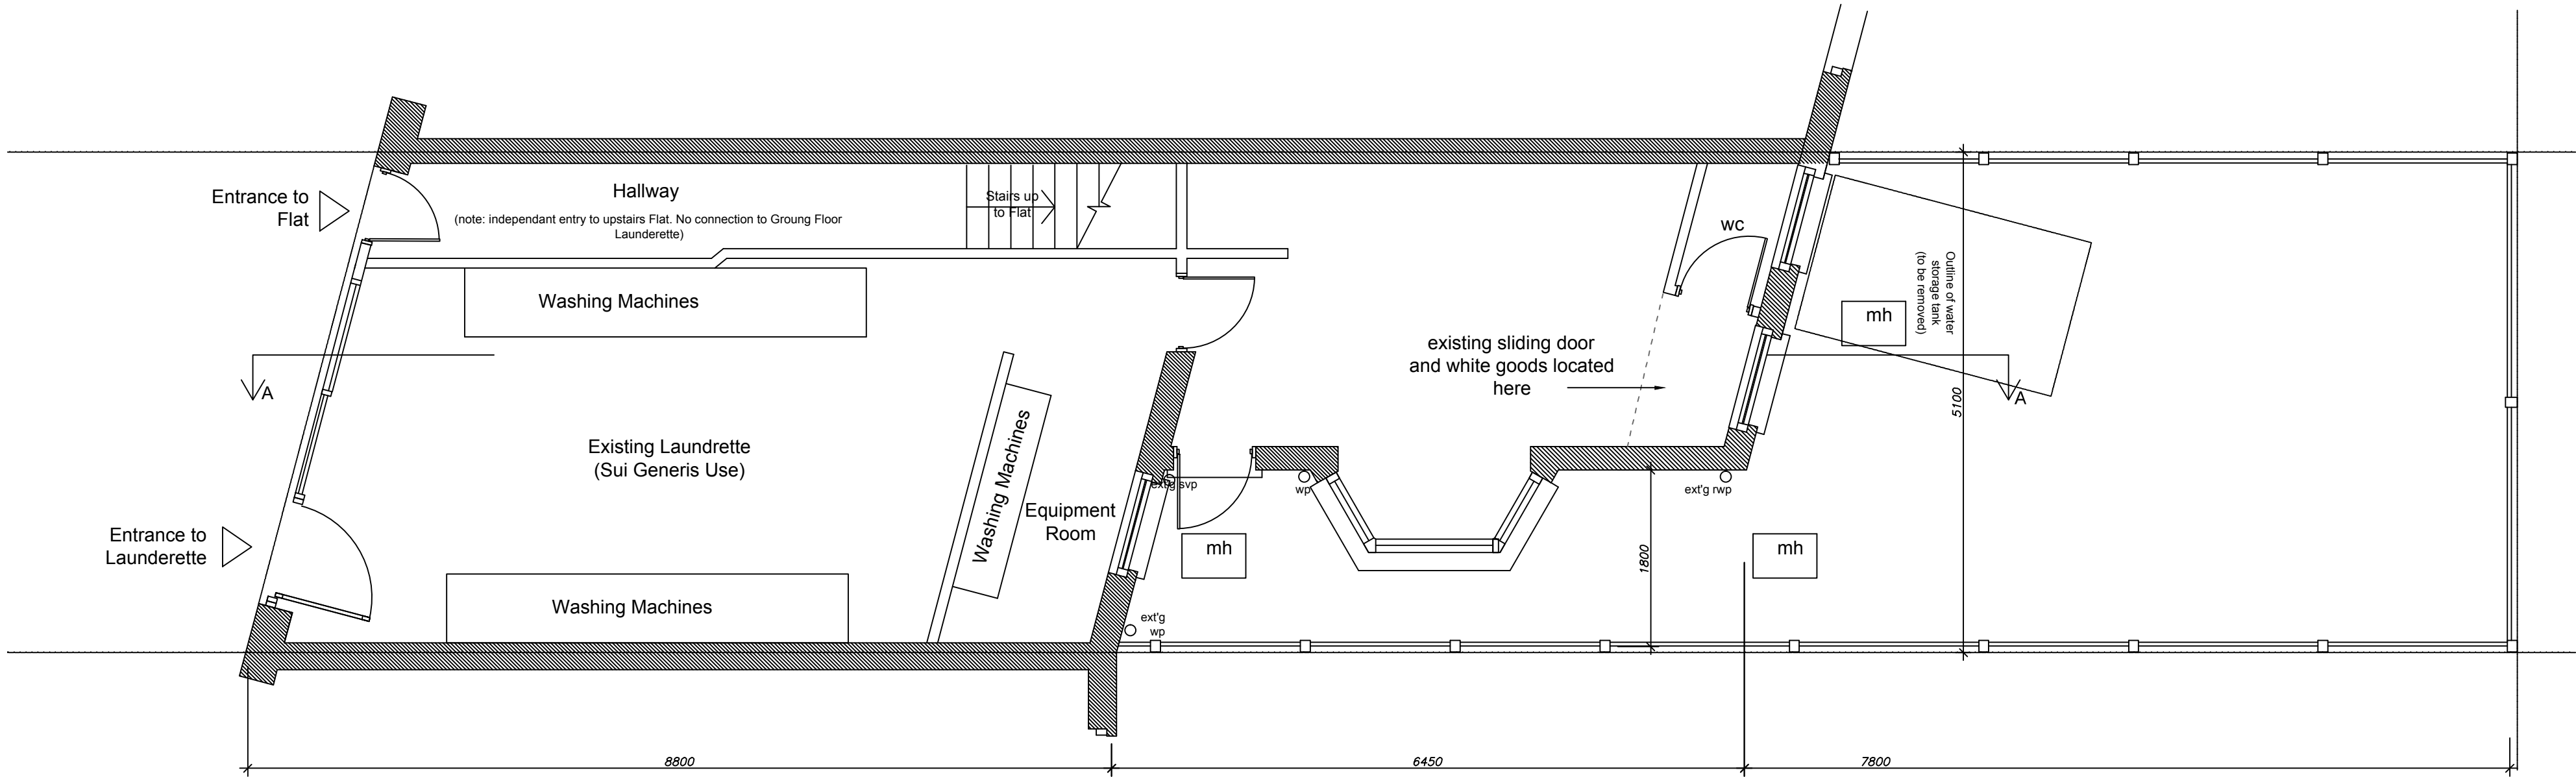 Entrance to
Flat
Hallway
(note: independant entry to upstairs Flat. No connection to Groung Floor
Launderette)
Stairs up
to Flat
wc
Washing Machines
Outline of water
storage tank
(to be removed)
mh
existing sliding door
and white goods located
here
A
A
5100
Existing Laundrette
(Sui Generis Use)
Washing Machines
Equipment
Room
ext'g svp
wp
ext'g rwp
Entrance to
Launderette
mh
mh
1800
Washing Machines
ext'g
wp
8800
6450
7800